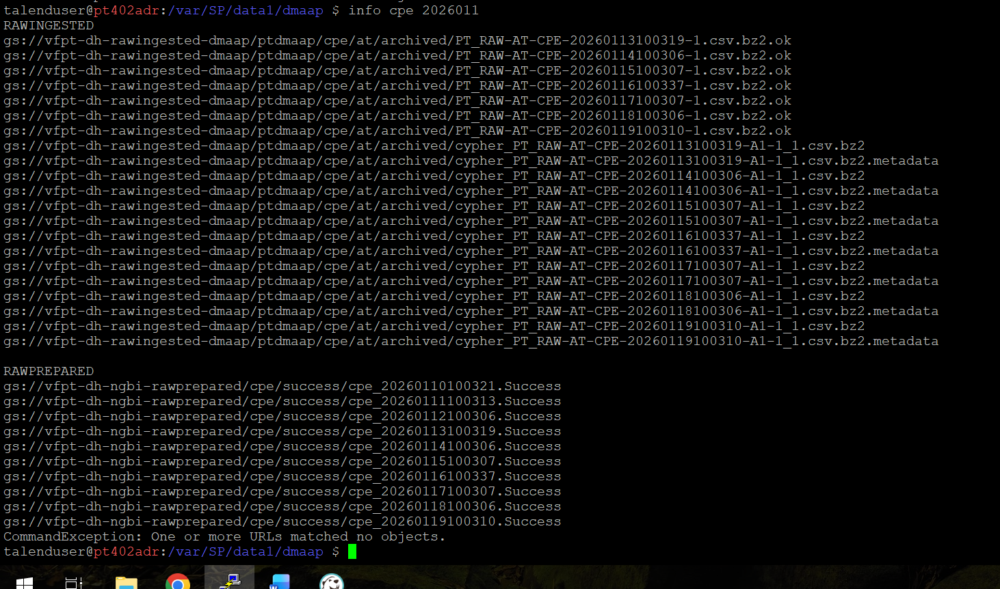 talenduser@pt402adr:/var/SP/data1/dmaap $ info cpe 2026011
RAWINGESTED
gs://vfpt-dh-rawingested-dmaap/ptdmaap/cpe/at/archived/PT_RAW-AT-CPE-20260113100319-1.csv.bz2.ok
gs://vfpt-dh-rawingested-dmaap/ptdmaap/cpe/at/archived/PT_RAW-AT-CPE-20260114100306-1.csv.bz2.ok
gs://vfpt-dh-rawingested-dmaap/ptdmaap/cpe/at/archived/PT_RAW-AT-CPE-20260115100307-1.csv.bz2.ok
gs://vfpt-dh-rawingested-dmaap/ptdmaap/cpe/at/archived/PT_RAW-AT-CPE-20260116100337-1.csv.bz2.ok
gs://vfpt-dh-rawingested-dmaap/ptdmaap/cpe/at/archived/PT_RAW-AT-CPE-20260117100307-1.csv.bz2.ok
gs://vfpt-dh-rawingested-dmaap/ptdmaap/cpe/at/archived/PT_RAW-AT-CPE-20260118100306-1.csv.bz2.ok
gs://vfpt-dh-rawingested-dmaap/ptdmaap/cpe/at/archived/PT_RAW-AT-CPE-20260119100310-1.csv.bz2.ok
gs://vfpt-dh-rawingested-dmaap/ptdmaap/cpe/at/archived/cypher_PT_RAW-AT-CPE-20260113100319-A1-1_1.csv.bz2
gs://vfpt-dh-rawingested-dmaap/ptdmaap/cpe/at/archived/cypher_PT_RAW-AT-CPE-20260113100319-A1-1_1.csv.bz2.metadata
gs://vfpt-dh-rawingested-dmaap/ptdmaap/cpe/at/archived/cypher_PT_RAW-AT-CPE-20260114100306-A1-1_1.csv.bz2
gs://vfpt-dh-rawingested-dmaap/ptdmaap/cpe/at/archived/cypher_PT_RAW-AT-CPE-20260114100306-A1-1_1.csv.bz2.metadata
gs://vfpt-dh-rawingested-dmaap/ptdmaap/cpe/at/archived/cypher_PT_RAW-AT-CPE-20260115100307-A1-1_1.csv.bz2
gs://vfpt-dh-rawingested-dmaap/ptdmaap/cpe/at/archived/cypher_PT_RAW-AT-CPE-20260115100307-A1-1_1.csv.bz2.metadata
gs://vfpt-dh-rawingested-dmaap/ptdmaap/cpe/at/archived/cypher_PT_RAW-AT-CPE-20260116100337-A1-1_1.csv.bz2
gs://vfpt-dh-rawingested-dmaap/ptdmaap/cpe/at/archived/cypher_PT_RAW-AT-CPE-20260116100337-A1-1_1.csv.bz2.metadata
gs://vfpt-dh-rawingested-dmaap/ptdmaap/cpe/at/archived/cypher_PT_RAW-AT-CPE-20260117100307-A1-1_1.csv.bz2
gs://vfpt-dh-rawingested-dmaap/ptdmaap/cpe/at/archived/cypher_PT_RAW-AT-CPE-20260117100307-A1-1_1.csv.bz2.metadata
gs://vfpt-dh-rawingested-dmaap/ptdmaap/cpe/at/archived/cypher_PT_RAW-AT-CPE-20260118100306-A1-1_1.csv.bz2
gs://vfpt-dh-rawingested-dmaap/ptdmaap/cpe/at/archived/cypher_PT_RAW-AT-CPE-20260118100306-A1-1_1.csv.bz2.metadata
gs://vfpt-dh-rawingested-dmaap/ptdmaap/cpe/at/archived/cypher_PT_RAW-AT-CPE-20260119100310-A1-1_1.csv.bz2
gs://vfpt-dh-rawingested-dmaap/ptdmaap/cpe/at/archived/cypher_PT_RAW-AT-CPE-20260119100310-A1-1_1.csv.bz2.metadata
RAWPREPARED
gs://vfpt-dh-ngbi-rawprepared/cpe/success/cpe_20260110100321.Success
gs://vfpt-dh-ngbi-rawprepared/cpe/success/cpe_20260111100313.Success
gs://vfpt-dh-ngbi-rawprepared/cpe/success/cpe_20260112100306.Success
gs://vfpt-dh-ngbi-rawprepared/cpe/success/cpe_20260113100319.Success
gs://vfpt-dh-ngbi-rawprepared/cpe/success/cpe_20260114100306.Success
gs://vfpt-dh-ngbi-rawprepared/cpe/success/cpe_20260115100307.Success
gs://vfpt-dh-ngbi-rawprepared/cpe/success/cpe_20260116100337.Success
gs://vfpt-dh-ngbi-rawprepared/cpe/success/cpe_20260117100307.Success
gs://vfpt-dh-ngbi-rawprepared/cpe/success/cpe_20260118100306.Success
gs://vfpt-dh-ngbi-rawprepared/cpe/success/cpe_20260119100310.Success
CommandException: One or more URLs matched no objects.
talenduser@pt402adr:/var/SP/data1/dmaap $